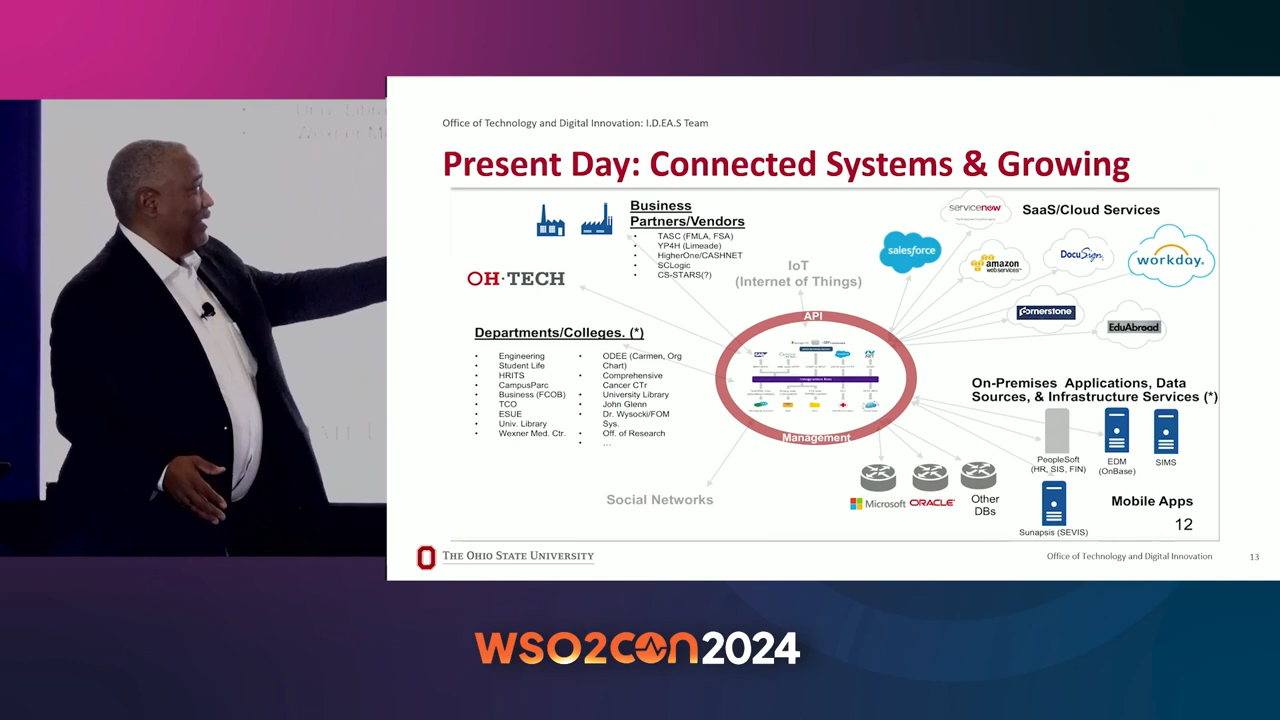 Office of Technology and Digital Innovation: I.D.EA.S Team
Present Day: Connected Systems & Growing
Business
Partners/Vendors
• TASC (FMLA, FSA)
• YP4H (Limeade)
• HigherOne/CASHNET
• SCLogic
• CS-STARS(?)
OH·TECH
IoT
(Internet of Things)
servicenow
SaaS/Cloud Services
salesforce
amazon
webservices™
DocuSign
workday.
cornerstone
EduAbroad
Departments/Colleges. (*)
• Engineering
• Student Life
• HRITS
• CampusParc
• Business (FCOB)
• TCO
• ESUE
• Univ. Library
• Wexner Med. Ctr.
• ODEE (Carmen, Org
Chart)
• Comprehensive
Cancer CTr
• University Library
• John Glenn
• Dr. Wysocki/FOM
Sys.
• Off. of Research
• ...
API
Management
On-Premises Applications, Data
Sources, & Infrastructure Services (*)
PeopleSoft
(HR, SIS, FIN)
EDM
(OnBase)
SIMS
Social Networks
Microsoft
ORACLE
Other
DBs
Sunapsis (SEVIS)
Mobile Apps
12
THE OHIO STATE UNIVERSITY
Office of Technology and Digital Innovation
13
WSO2CON2024